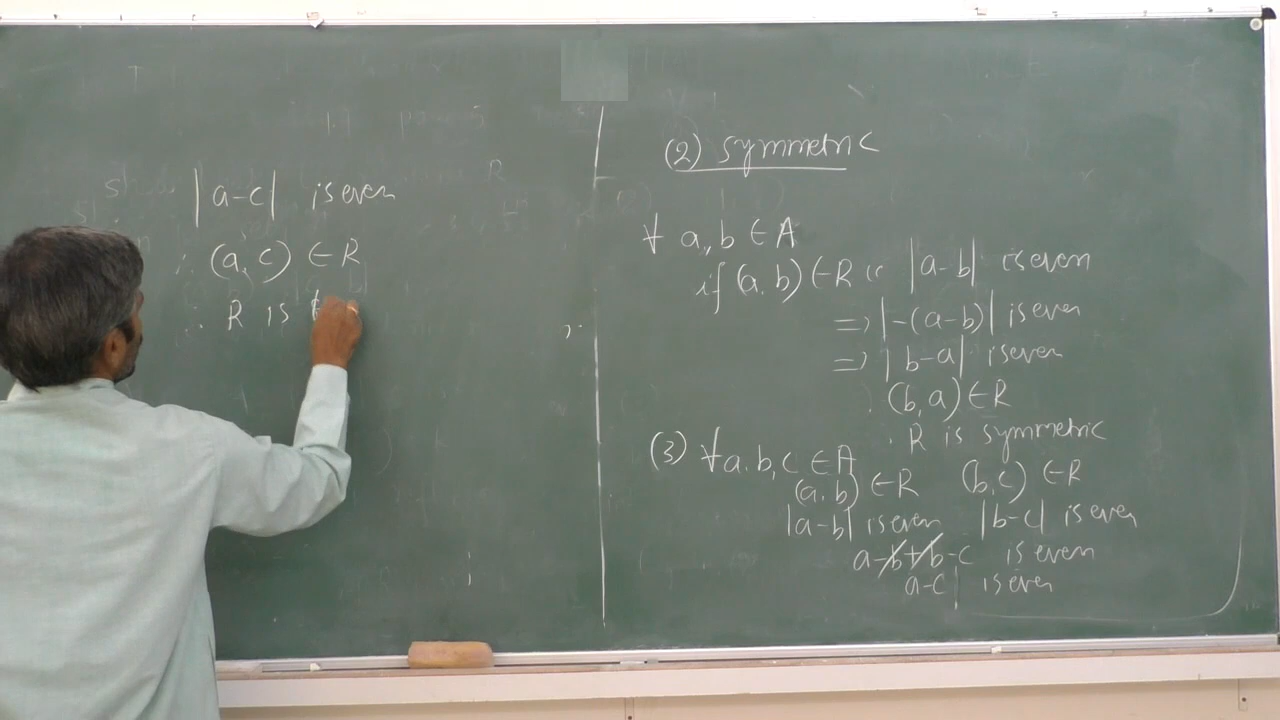 |a-c| is even
∴ (a, c) ∈ R
∴ R is t
(2) symmetric
∀ a, b ∈ A
if (a. b) ∈ R is |a-b| is even
=> |-(a-b)| is even
=> |b-a| is even
(b, a) ∈ R
∴ R is symmetric
(3) ∀ a. b, c ∈ A
(a. b) ∈ R (b, c) ∈ R
|a-b| is even |b-c| is even
a-b+b-c is even
a-c| is even